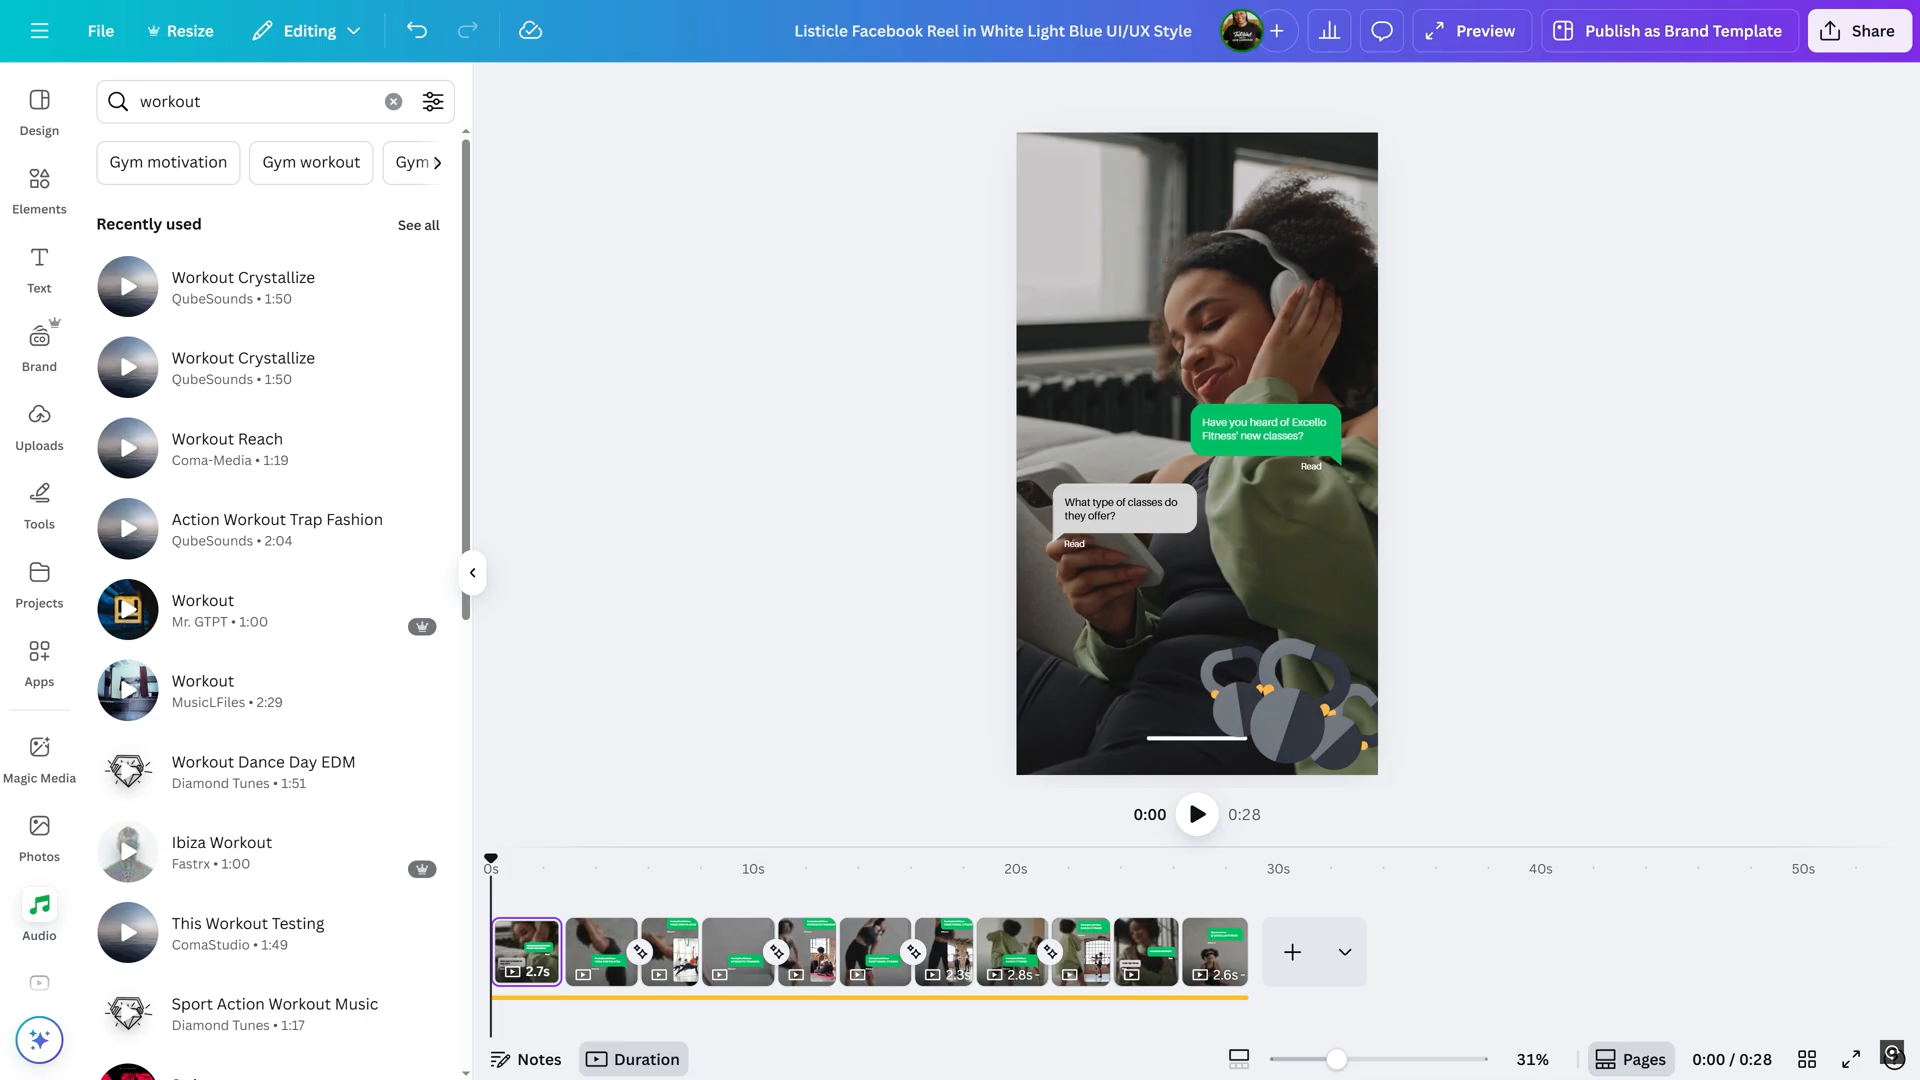 File
Resize
Editing
Listicle Facebook Reel in White Light Blue UI/UX Style
Preview
Publish as Brand Template
Share
Design
Elements
Text
Brand
Uploads
Tools
Projects
Apps
Magic Media
Photos
Audio
workout
Gym motivation
Gym workout
Gym
Recently used
See all
Workout Crystallize
QubeSounds • 1:50
Workout Crystallize
QubeSounds • 1:50
Workout Reach
Coma-Media • 1:19
Action Workout Trap Fashion
QubeSounds • 2:04
Workout
Mr. GTPT • 1:00
Workout
MusicLFiles • 2:29
Workout Dance Day EDM
Diamond Tunes • 1:51
Ibiza Workout
Fastrx • 1:00
This Workout Testing
ComaStudio • 1:49
Sport Action Workout Music
Diamond Tunes • 1:17
Have you heard of Excello
Fitness' new classes?
Read
What type of classes do
they offer?
Read
0:00
0:28
0s
10s
20s
30s
40s
50s
2.7s
2.3s
2.8s
2.6s
Notes
Duration
31%
Pages
0:00 / 0:28